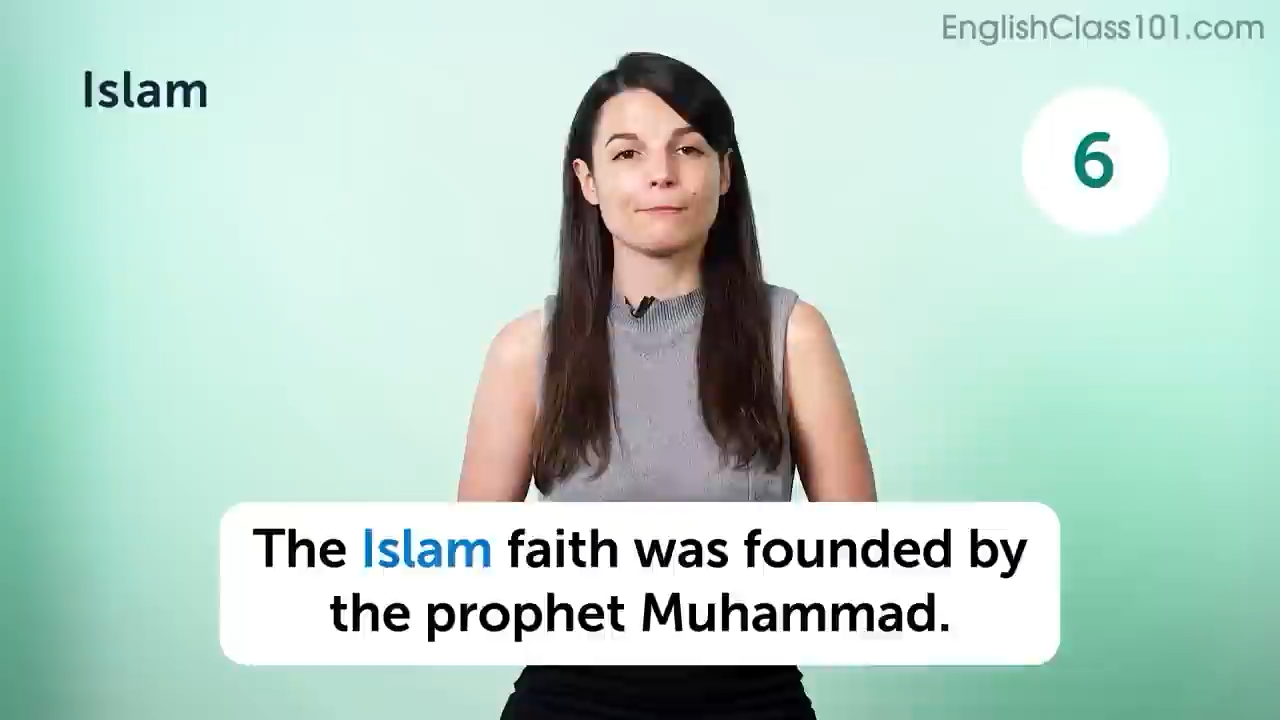 EnglishClass101.com
Islam
6
The Islam faith was founded by
the prophet Muhammad.